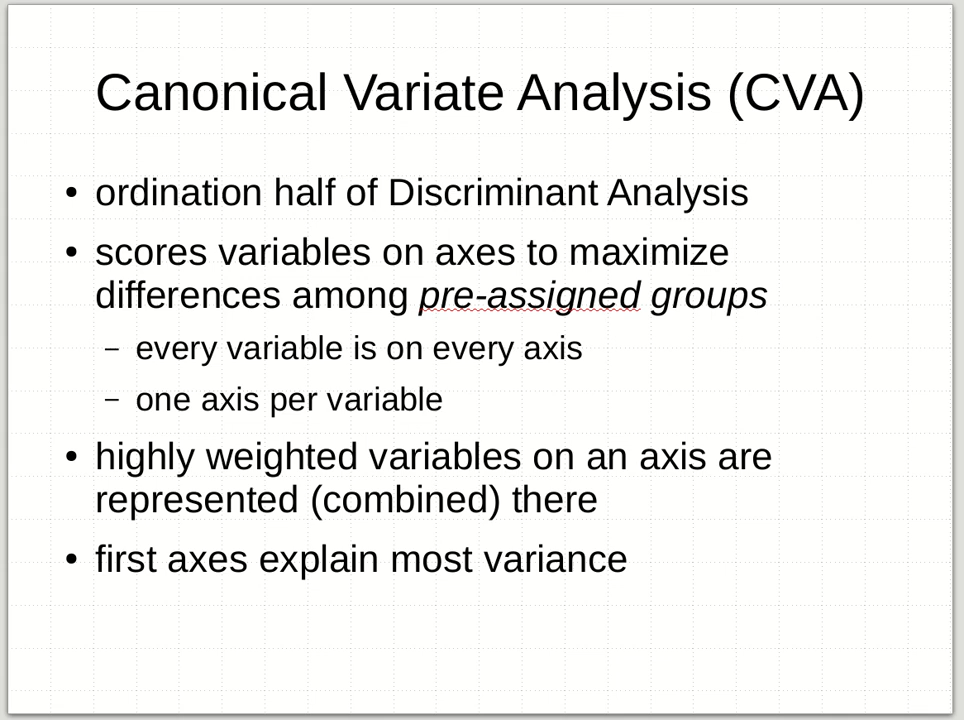 Canonical Variate Analysis (CVA)
• ordination half of Discriminant Analysis
• scores variables on axes to maximize
differences among pre-assigned groups
– every variable is on every axis
– one axis per variable
• highly weighted variables on an axis are
represented (combined) there
• first axes explain most variance